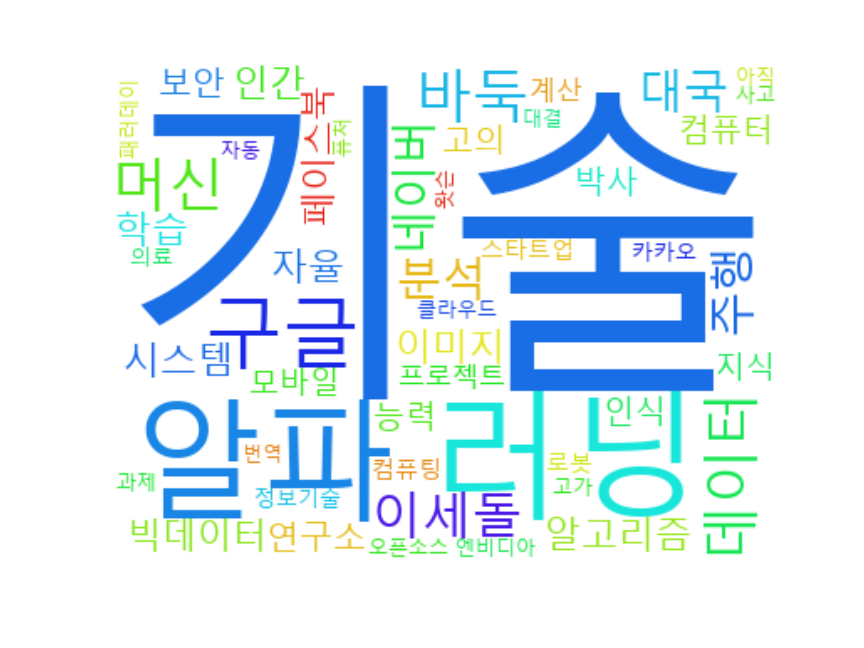 보안
인간
바둑
계산
대국
아직
사고
대결
컴퓨터
패러데이
자동
페이스북
퓨저
네이버
고의
기술
머신
왓슨
박사
학습
의료
자율
분석
스타트업
카카오
주행
구글
클라우드
시스템
이미지
모바일
프로젝트
지식
알파
능력
러닝
인식
데이터
번역
컴퓨팅
로봇
과제
정보기술
이세돌
고가
빅데이터
연구소
오픈소스
엔비디아
알고리즘